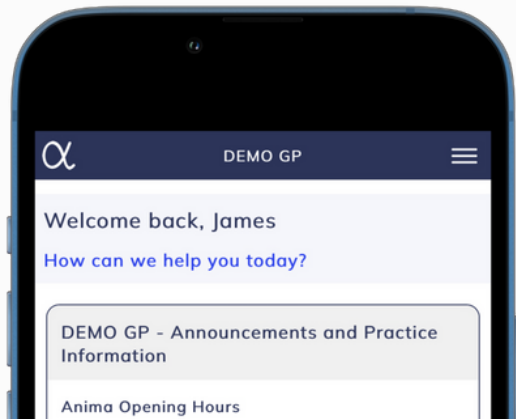 α DEMO GP
Welcome back, James
How can we help you today?
DEMO GP - Announcements and Practice
Information
Anima Opening Hours